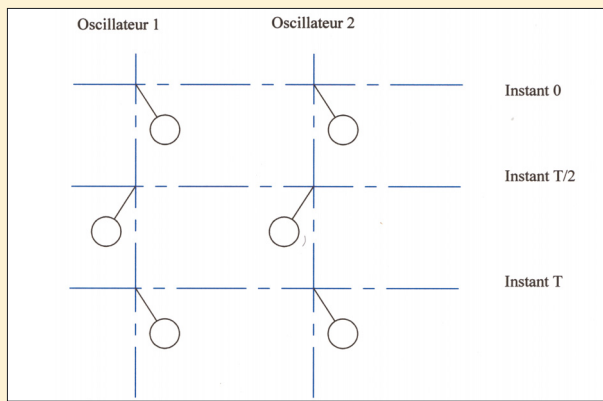 Oscillateur 1
Oscillateur 2
Instant 0
Instant T/2
Instant T